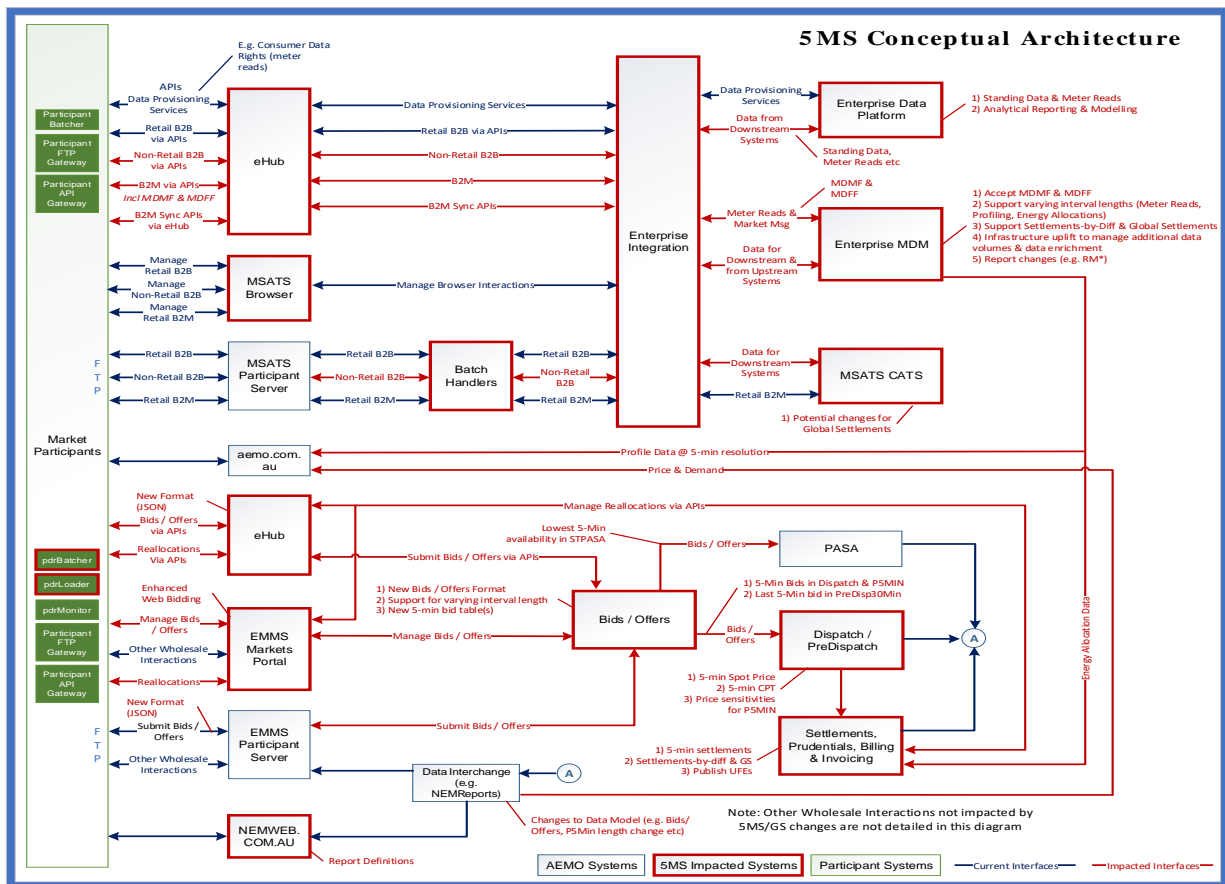 5MS Conceptual Architecture
E.g. Consumer Data
Rights (meter
reads)
APIs
Data Provisioning
Services
Retail B2B
via APIs
Non-Retail B2B
via APIs
B2M via APIs
Incl MDMF & MDFF
B2M Sync APIs
via eHub
Participant
Batcher
Participant
FTP
Gateway
Participant
API
Gateway
eHub
Data Provisioning Services
Retail B2B via APIs
Non-Retail B2B
B2M
B2M Sync APIs
Enterprise
Integration
Data Provisioning
Services
Data from
Downstream
Systems
Enterprise Data
Platform
1) Standing Data & Meter Reads
2) Analytical Reporting & Modelling
Standing Data,
Meter Reads etc
MDMF &
MDFF
Meter Reads &
Market Msg
Data for
Downstream &
from Upstream
Systems
Enterprise MDM
1) Accept MDMF & MDFF
2) Support varying interval lengths (Meter Reads,
Profiling, Energy Allocations)
3) Support Settlements-by-Diff & Global Settlements
4) Infrastructure uplift to manage additional data
volumes & data enrichment
5) Report changes (e.g. RM*)
Manage
Retail B2B
Manage
Non-Retail B2B
Manage
Retail B2M
MSATS
Browser
Manage Browser Interactions
F
T
P
Retail B2B
Non-Retail B2B
Retail B2M
MSATS
Participant
Server
Retail B2B
Non-Retail B2B
Retail B2M
Batch
Handlers
Retail B2B
Non-Retail
B2B
Retail B2M
Data for
Downstream
Systems
Retail B2M
MSATS CATS
1) Potential changes for
Global Settlements
Market
Participants
aemo.com.
au
Profile Data @ 5-min resolution
Price & Demand
New Format
(JSON)
Bids / Offers
via APIs
Reallocations
Via APIs
eHub
Manage Reallocations via APIs
Submit Bids / Offers via APIs
Lowest 5-Min
availability in STPASA
Bids / Offers
PASA
pdrBatcher
pdrLoader
pdrMonitor
Participant
FTP
Gateway
Participant
API
Gateway
Enhanced
Web Bidding
Manage Bids
/ Offers
Other Wholesale
Interactions
Reallocations
EMMS
Markets
Portal
1) New Bids / Offers Format
2) Support for varying interval length
3) New 5-min bid table(s)
Manage Bids / Offers
Bids / Offers
1) 5-Min Bids in Dispatch & P5MIN
2) Last 5-Min bid in PreDisp30Min
Bids /
Offers
Dispatch /
PreDispatch
A
Energy Allocation Data
1) 5-min Spot Price
2) 5-min CPT
3) Price sensitivities
for P5MIN
New Format
(JSON)
F
T
P
Submit Bids /
Offers
Other Wholesale
Interactions
EMMS
Participant
Server
Submit Bids / Offers
Settlements,
Prudentials, Billing
& Invoicing
1) 5-min settlements
2) Settlements-by-diff & GS
3) Publish UFEs
Data Interchange
(e.g.
NEMReports)
A
Changes to Data Model (e.g. Bids/
Offers, P5Min length change etc)
Note: Other Wholesale Interactions not impacted by
5MS/GS changes are not detailed in this diagram
NEMWEB.
COM.AU
Report Definitions
AEMO Systems
5MS Impacted Systems
Participant Systems
Current Interfaces
Impacted Interfaces